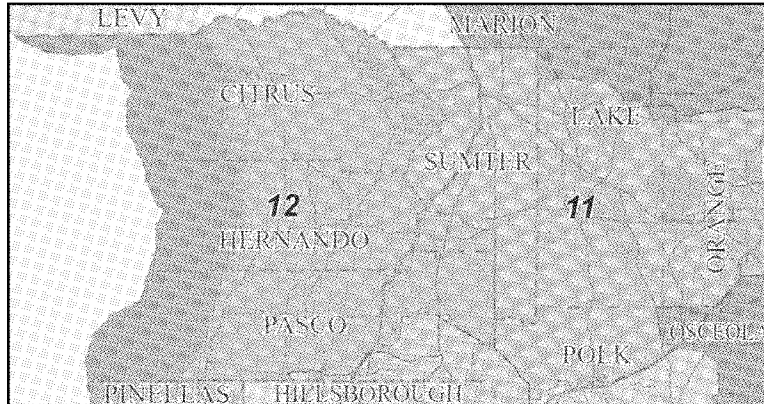 LEVY
MARION
CITRUS
LAKE
SUMTER
ORANGE
12
11
HERNANDO
PASCO
OSCEOLA
POLK
PINELLAS
HILLSBOROUGH